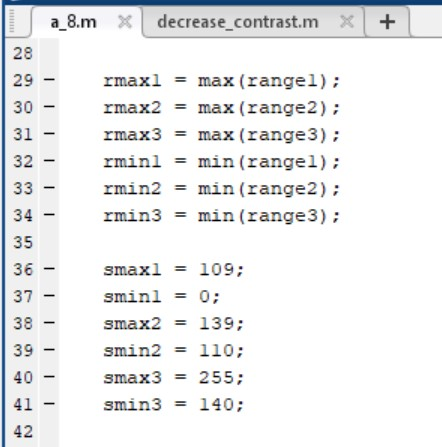 a_8.m × decrease_contrast.m × +
28
29 – rmax1 = max(range1);
30 – rmax2 = max(range2);
31 – rmax3 = max(range3);
32 – rmin1 = min(range1);
33 – rmin2 = min(range2);
34 – rmin3 = min(range3);
35
36 – smax1 = 109;
37 – smin1 = 0;
38 – smax2 = 139;
39 – smin2 = 110;
40 – smax3 = 255;
41 – smin3 = 140;
42